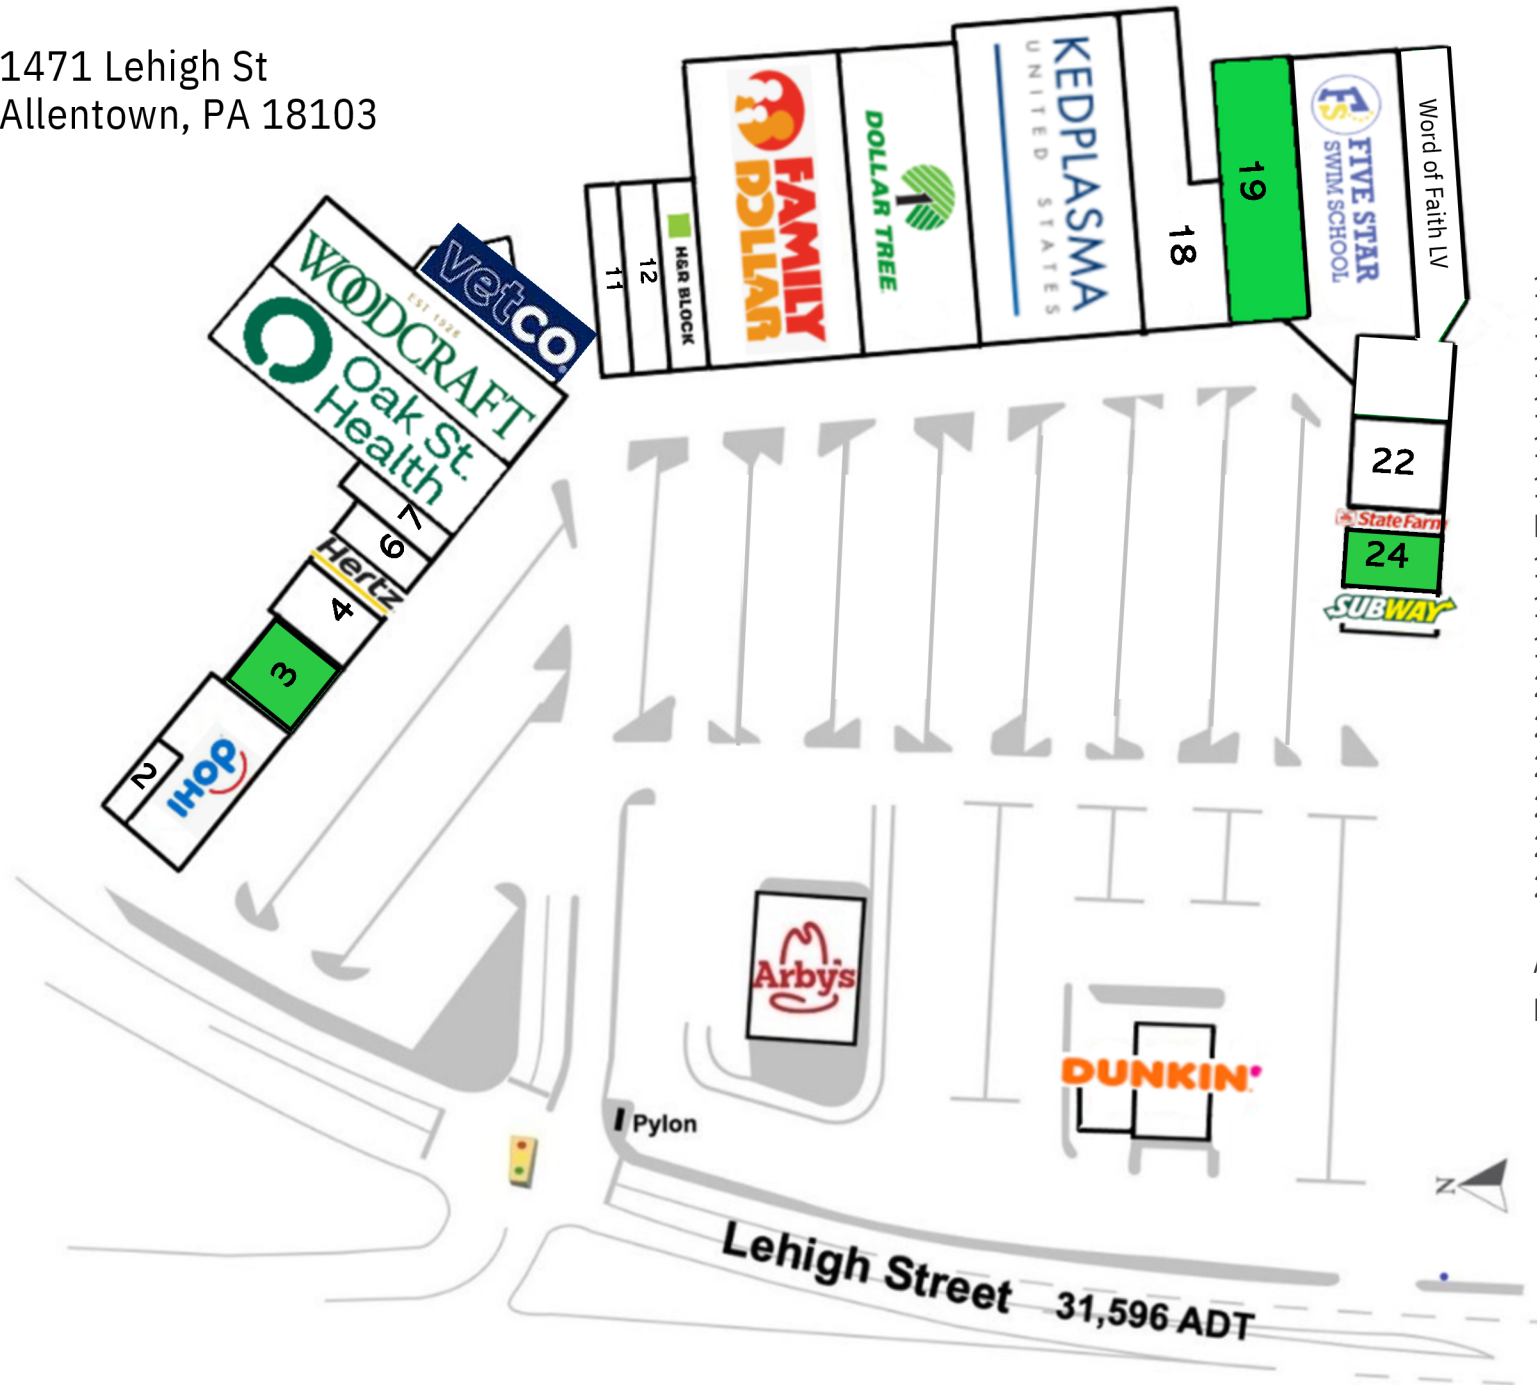 1471 Lehigh St
Allentown, PA 18103
WOODCRAFT
EST 1928
vetco
Oak St.
Health
7
6
Hertz
4
3
IHOP
2
11
12
H&R BLOCK
FAMILY
DOLLAR
DOLLAR TREE
KEDPLASMA
UNITED STATES
18
19
FS
FIVE STAR
SWIM SCHOOL
Word of Faith LV
22
State Farm
24
SUBWAY
Arby's
DUNKIN'
Pylon
N
Lehigh Street 31,596 ADT